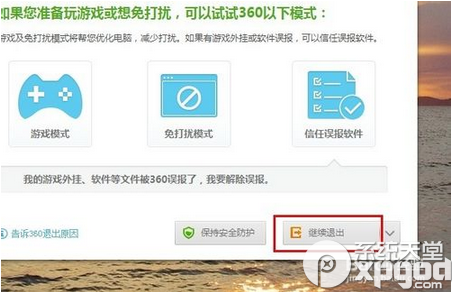 如果您准备玩游戏或想免打扰，可以试试360以下模式：
游戏及免打扰模式将帮您优化电脑，减少打扰。如果有游戏外挂或软件误报，可以信任误报软件。
游戏模式
免打扰模式
信任误报软件
我的游戏外挂、软件等文件被360误报了，我要解除误报。
告诉360退出原因
保持安全防护
继续退出
系统天堂
xpgod